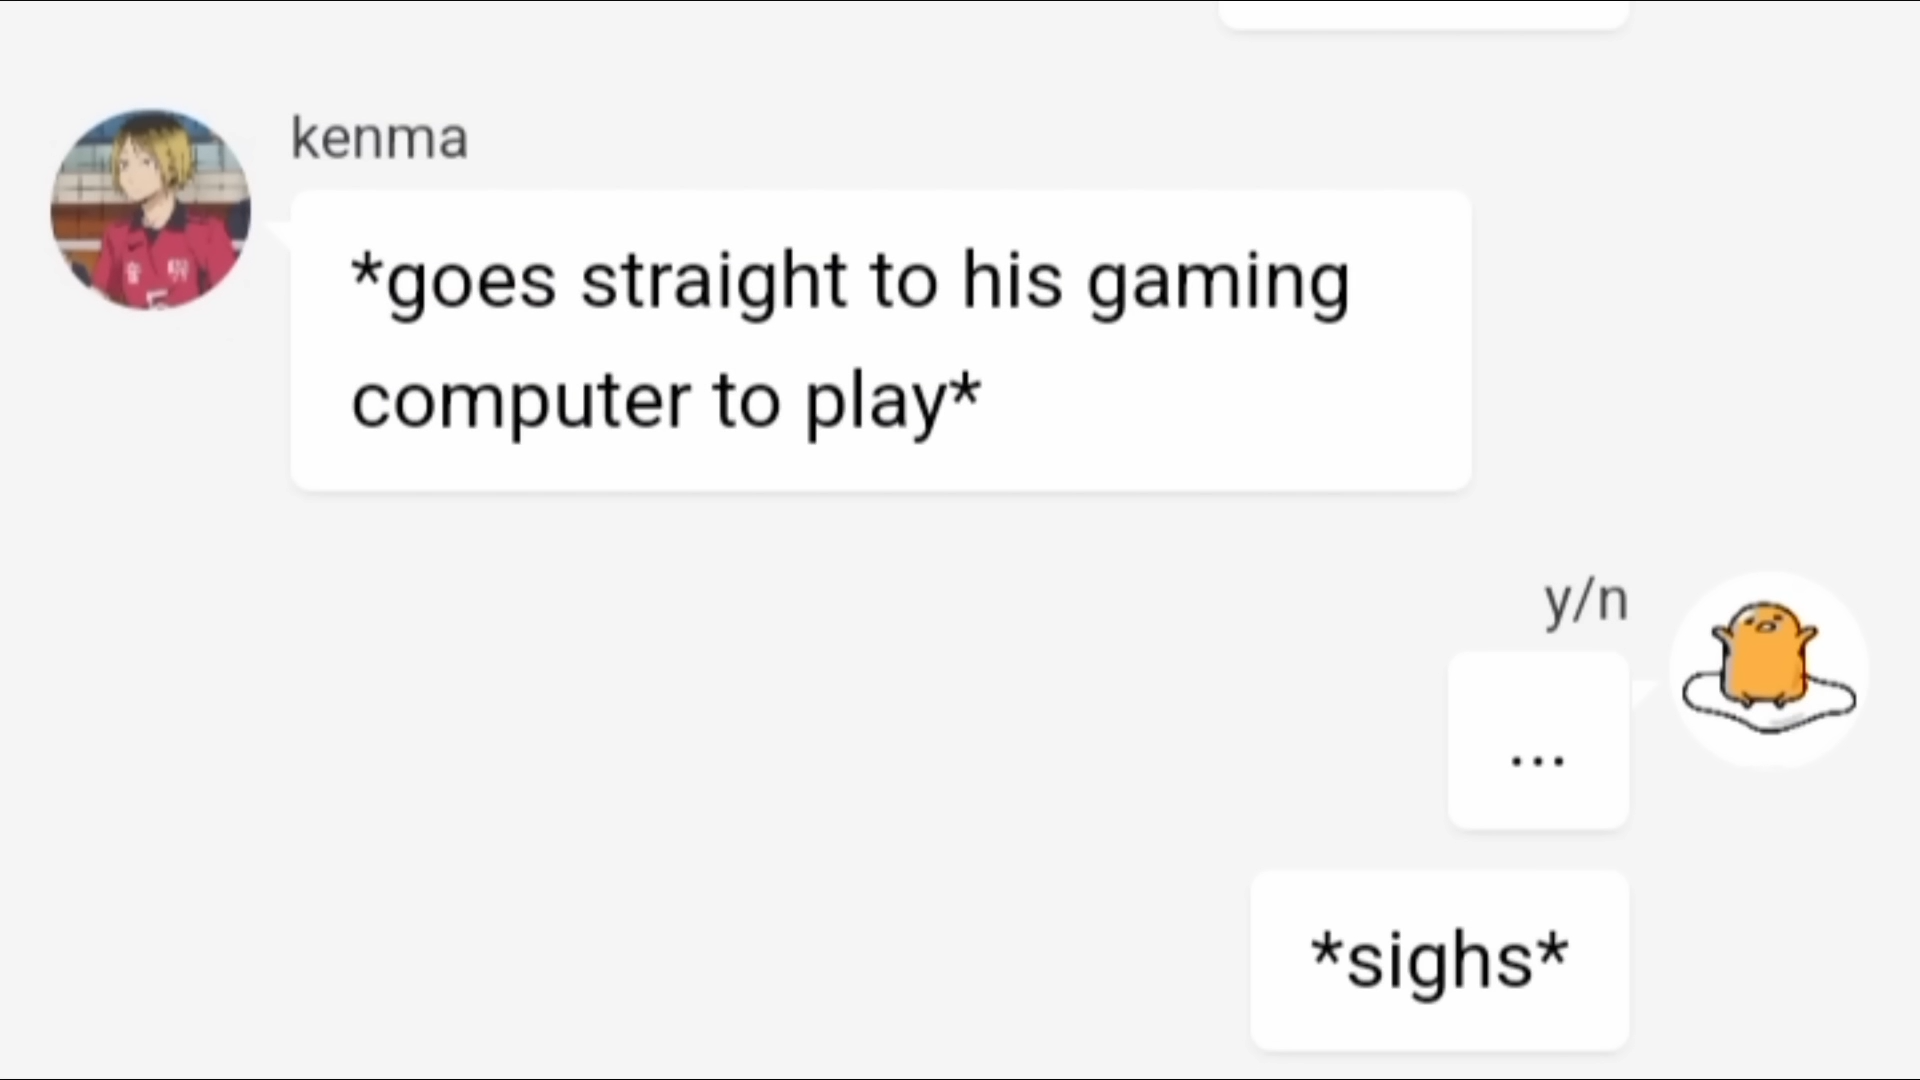 kenma
*goes straight to his gaming
computer to play*
y/n
...
*sighs*